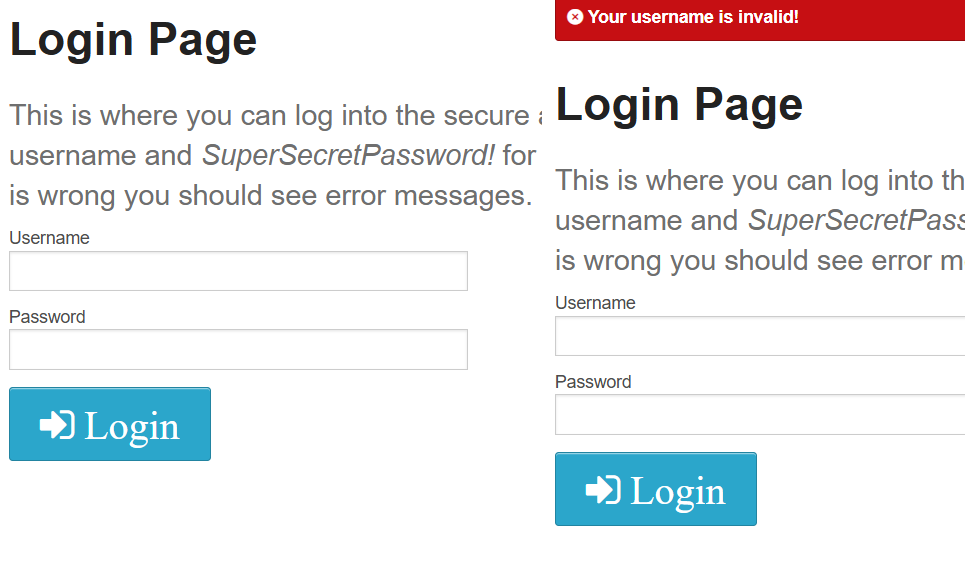 Login Page
This is where you can log into the secure
username and SuperSecretPassword! for
is wrong you should see error messages.
Username
Password
Login
Your username is invalid!
Login Page
This is where you can log into th
username and SuperSecretPass
is wrong you should see error m
Username
Password
Login